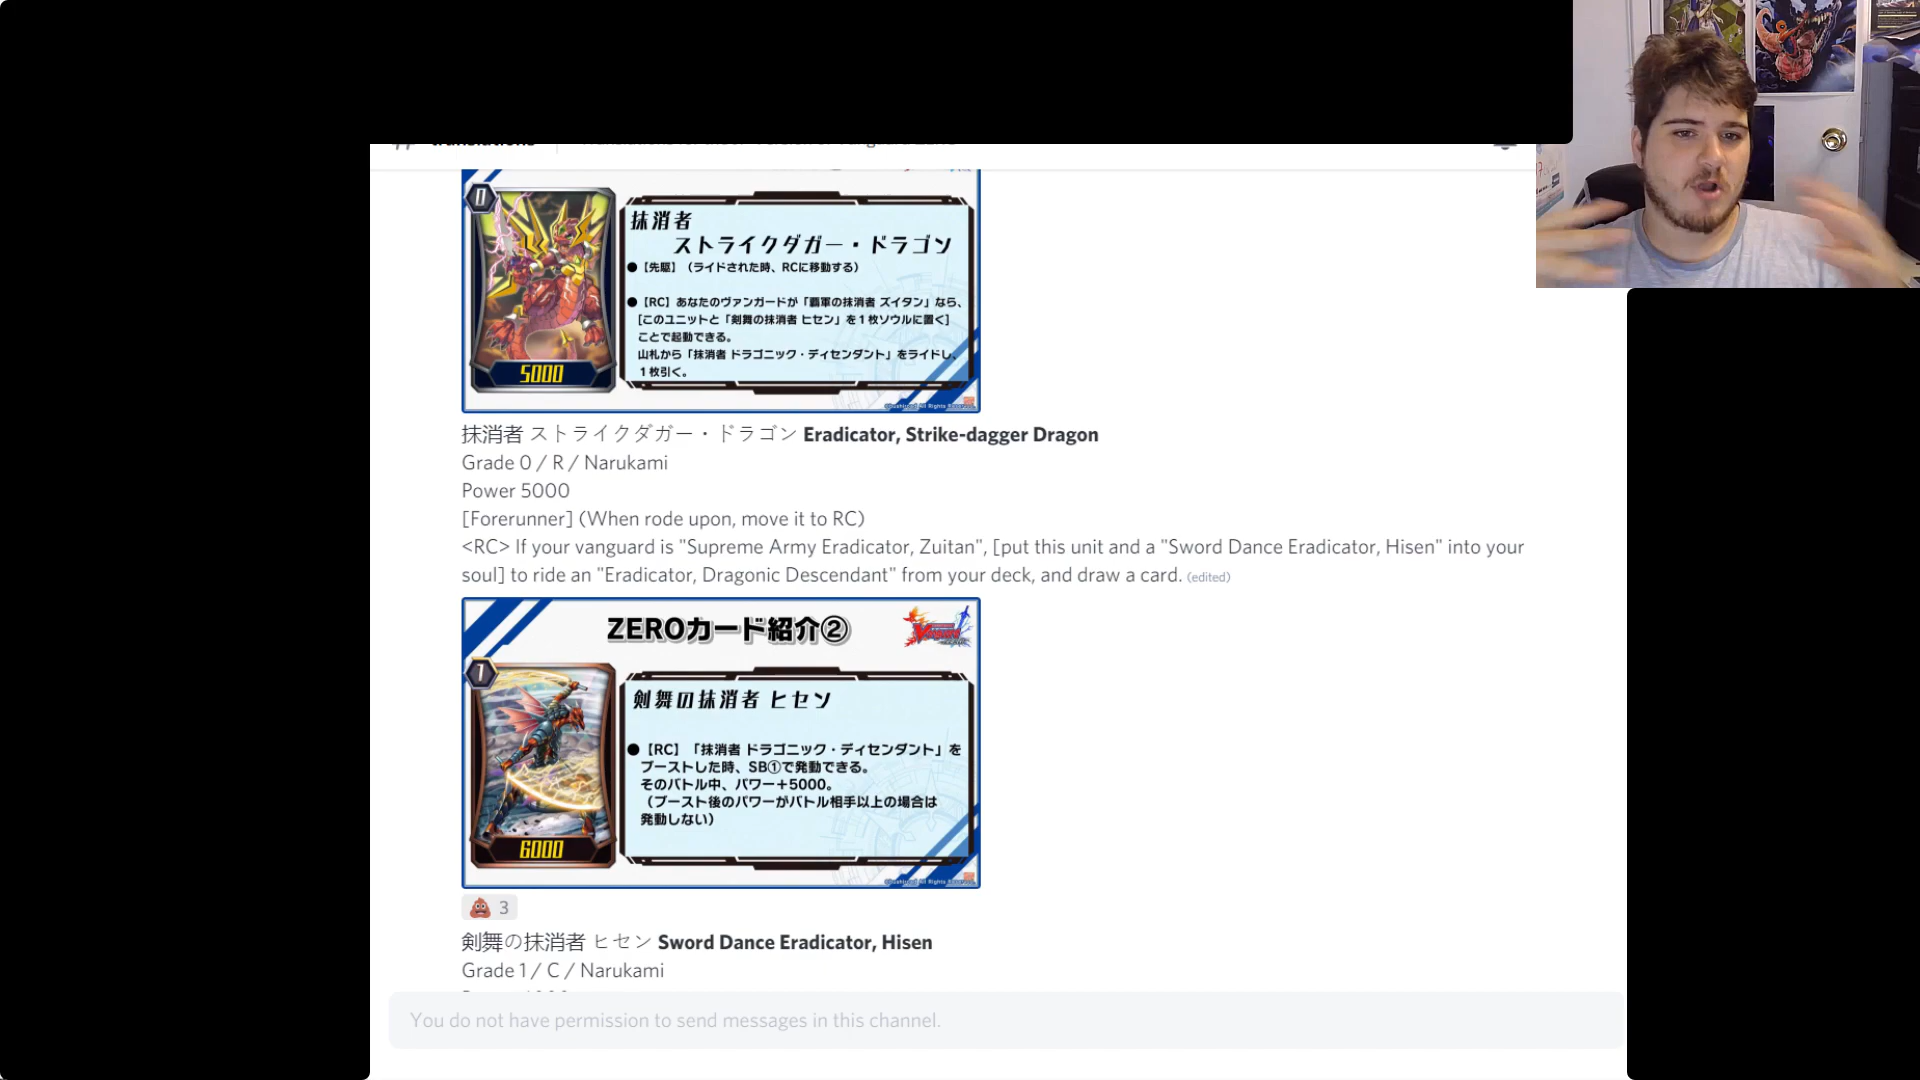 0
抹消者
ストライクダガー・ドラゴン
●【先駆】（ライドされた時、RCに移動する）
●【RC】あなたのヴァンガードが「覇軍の抹消者 ズイタン」なら、
[このユニットと「剣舞の抹消者 ヒセン」を１枚ソウルに置く]
ことで起動できる。
山札から「抹消者 ドラゴニック・ディセンダント」をライドし、
１枚引く。
5000
抹消者 ストライクダガー・ドラゴン Eradicator, Strike-dagger Dragon
Grade 0 / R / Narukami
Power 5000
[Forerunner] (When rode upon, move it to RC)
<RC> If your vanguard is "Supreme Army Eradicator, Zuitan", [put this unit and a "Sword Dance Eradicator, Hisen" into your
soul] to ride an "Eradicator, Dragonic Descendant" from your deck, and draw a card. (edited)
ZEROカード紹介②
VANGUARD
1
剣舞の抹消者 ヒセン
●【RC】「抹消者 ドラゴニック・ディセンダント」を
ブーストした時、SB①で発動できる。
そのバトル中、パワー＋5000。
（ブースト後のパワーがバトル相手以上の場合は
発動しない）
6000
3
剣舞の抹消者 ヒセン Sword Dance Eradicator, Hisen
Grade 1 / C / Narukami
You do not have permission to send messages in this channel.